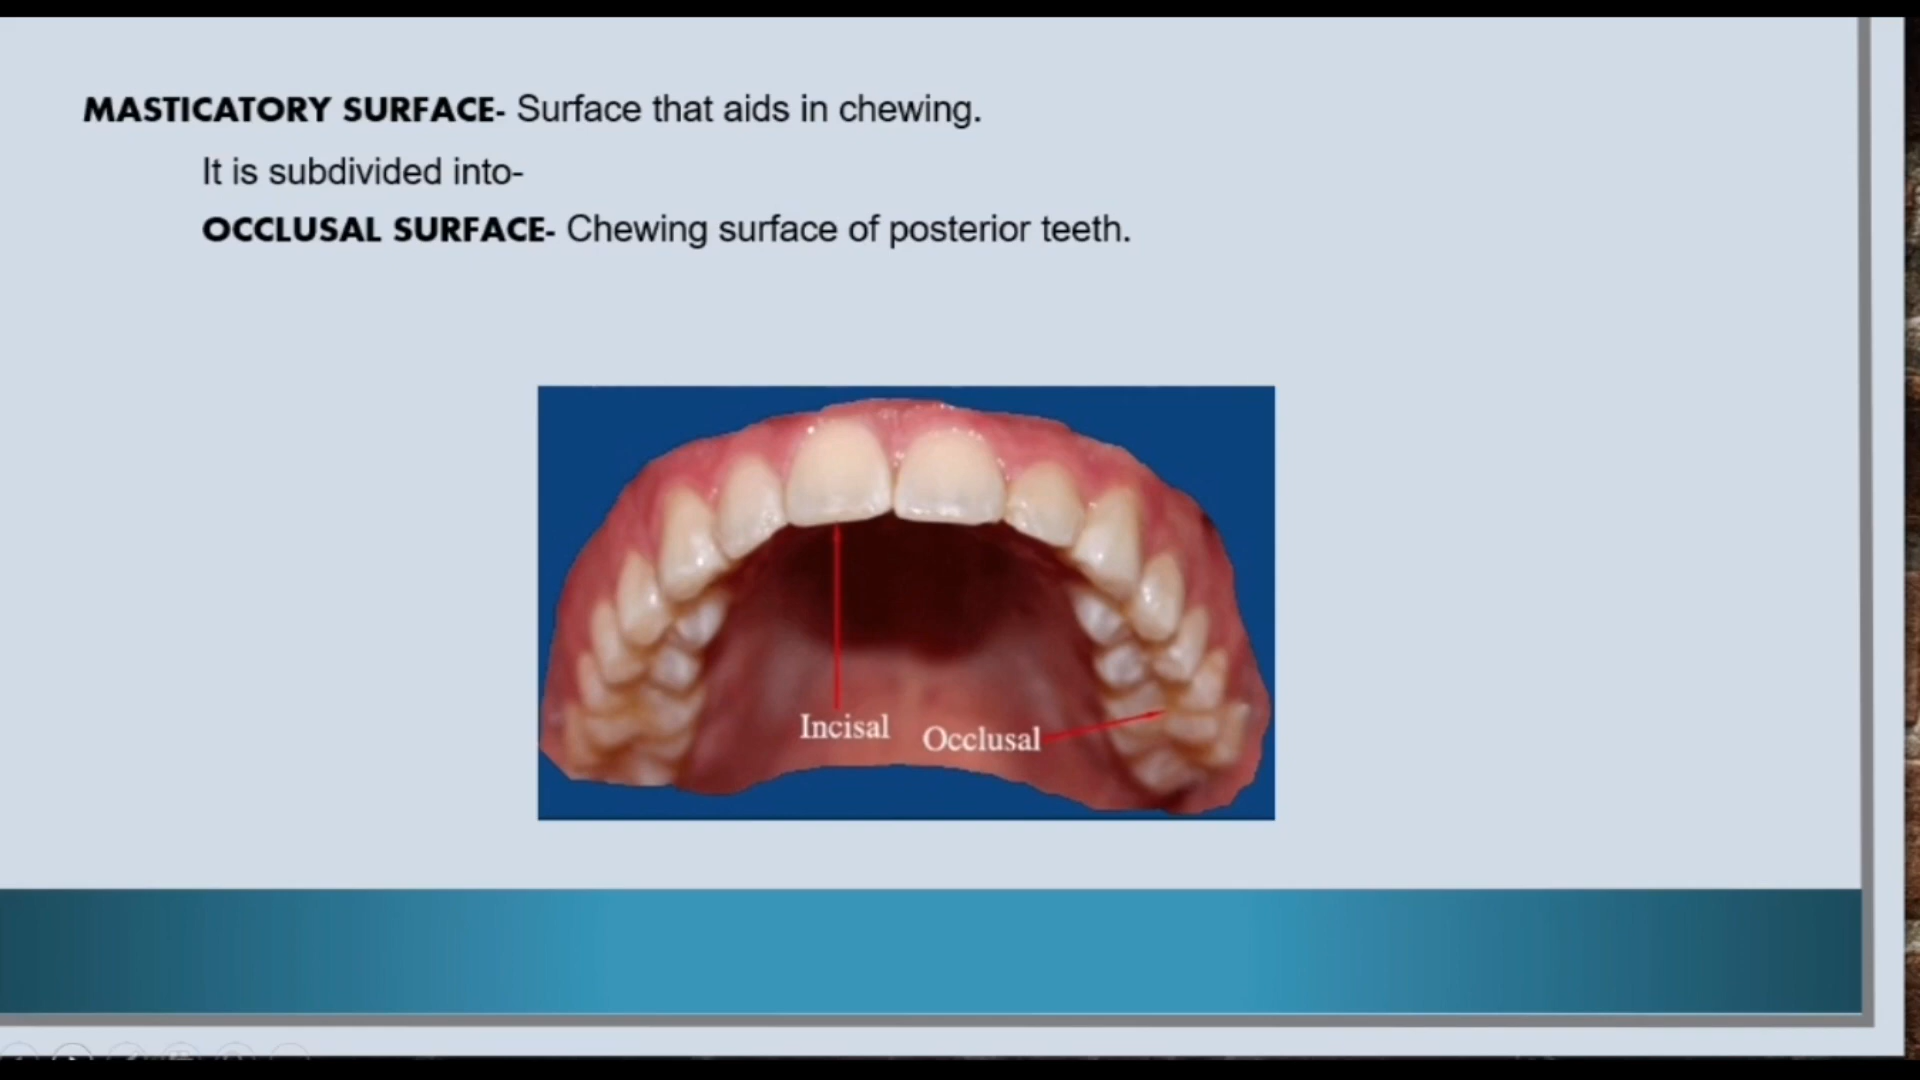 MASTICATORY SURFACE- Surface that aids in chewing.
It is subdivided into-
OCCLUSAL SURFACE- Chewing surface of posterior teeth.
Incisal
Occlusal